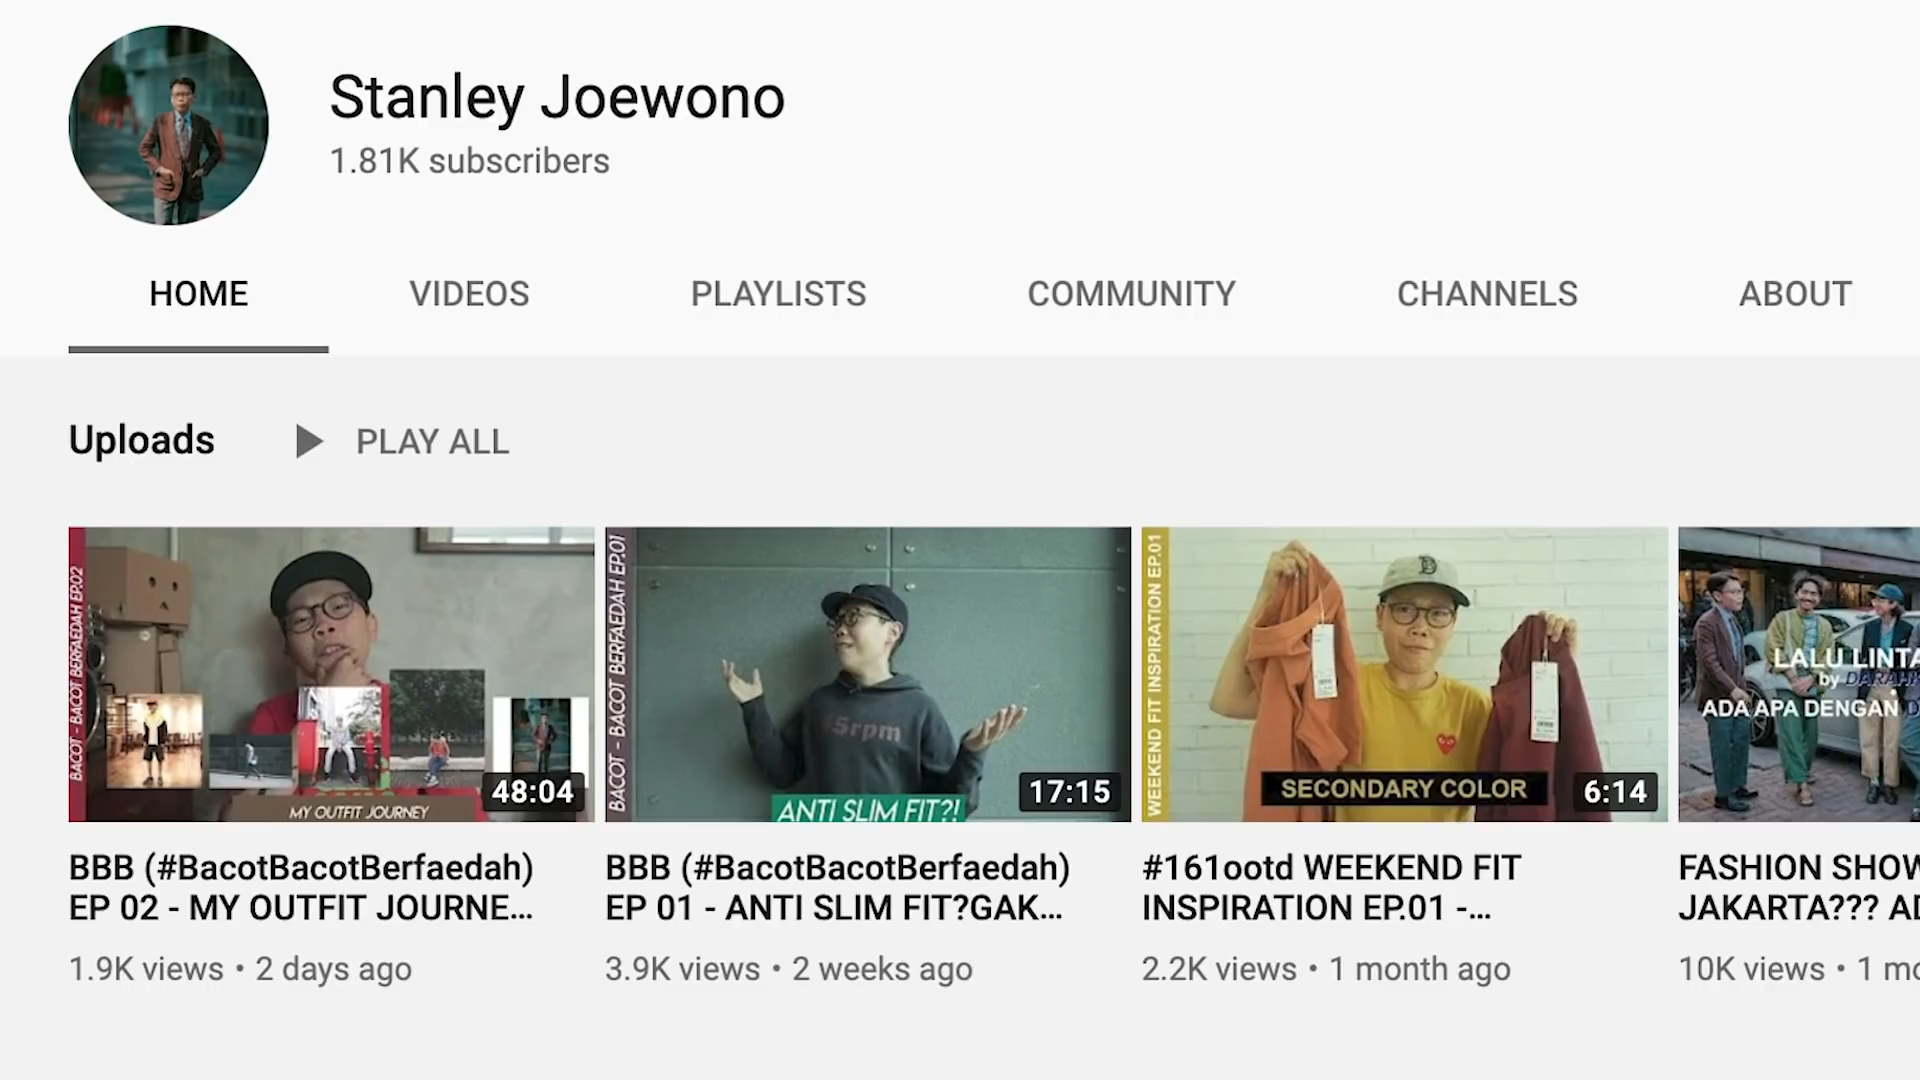 Stanley Joewono
1.81K subscribers
HOME VIDEOS PLAYLISTS COMMUNITY CHANNELS ABOUT
Uploads PLAY ALL
BACOT - BACOT BERFAEDAH EP.02
MY OUTFIT JOURNEY
48:04
BACOT - BACOT BERFAEDAH EP.01
5rpm
ANTI SLIM FIT?!
17:15
WEEKEND FIT INSPIRATION EP.01
D
SECONDARY COLOR
6:14
LALU LINTA
by DARAHK
ADA APA DENGAN D
BBB (#BacotBacotBerfaedah)
EP 02 - MY OUTFIT JOURNE...
1.9K views • 2 days ago
BBB (#BacotBacotBerfaedah)
EP 01 - ANTI SLIM FIT?GAK...
3.9K views • 2 weeks ago
#161ootd WEEKEND FIT
INSPIRATION EP.01 -...
2.2K views • 1 month ago
FASHION SHOW
JAKARTA??? AD
10K views • 1 mo